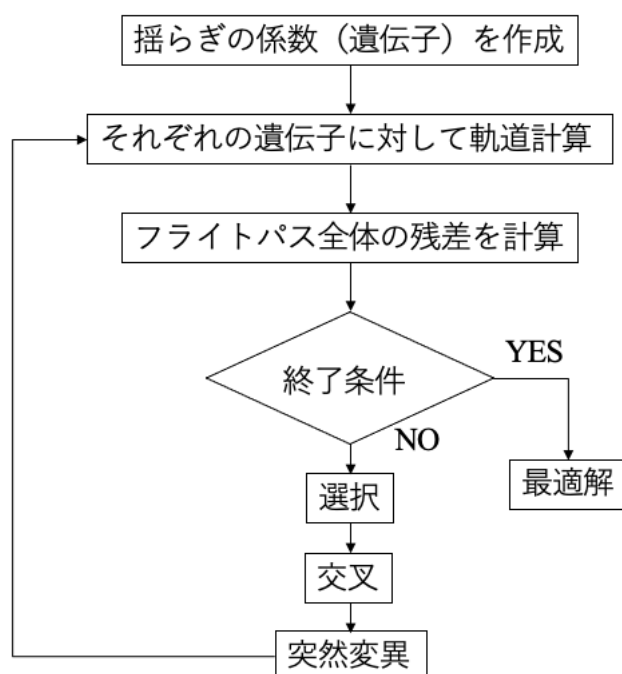 揺らぎの係数（遺伝子）を作成
それぞれの遺伝子に対して軌道計算
フライトパス全体の残差を計算
終了条件
YES
NO
最適解
選択
交叉
突然変異